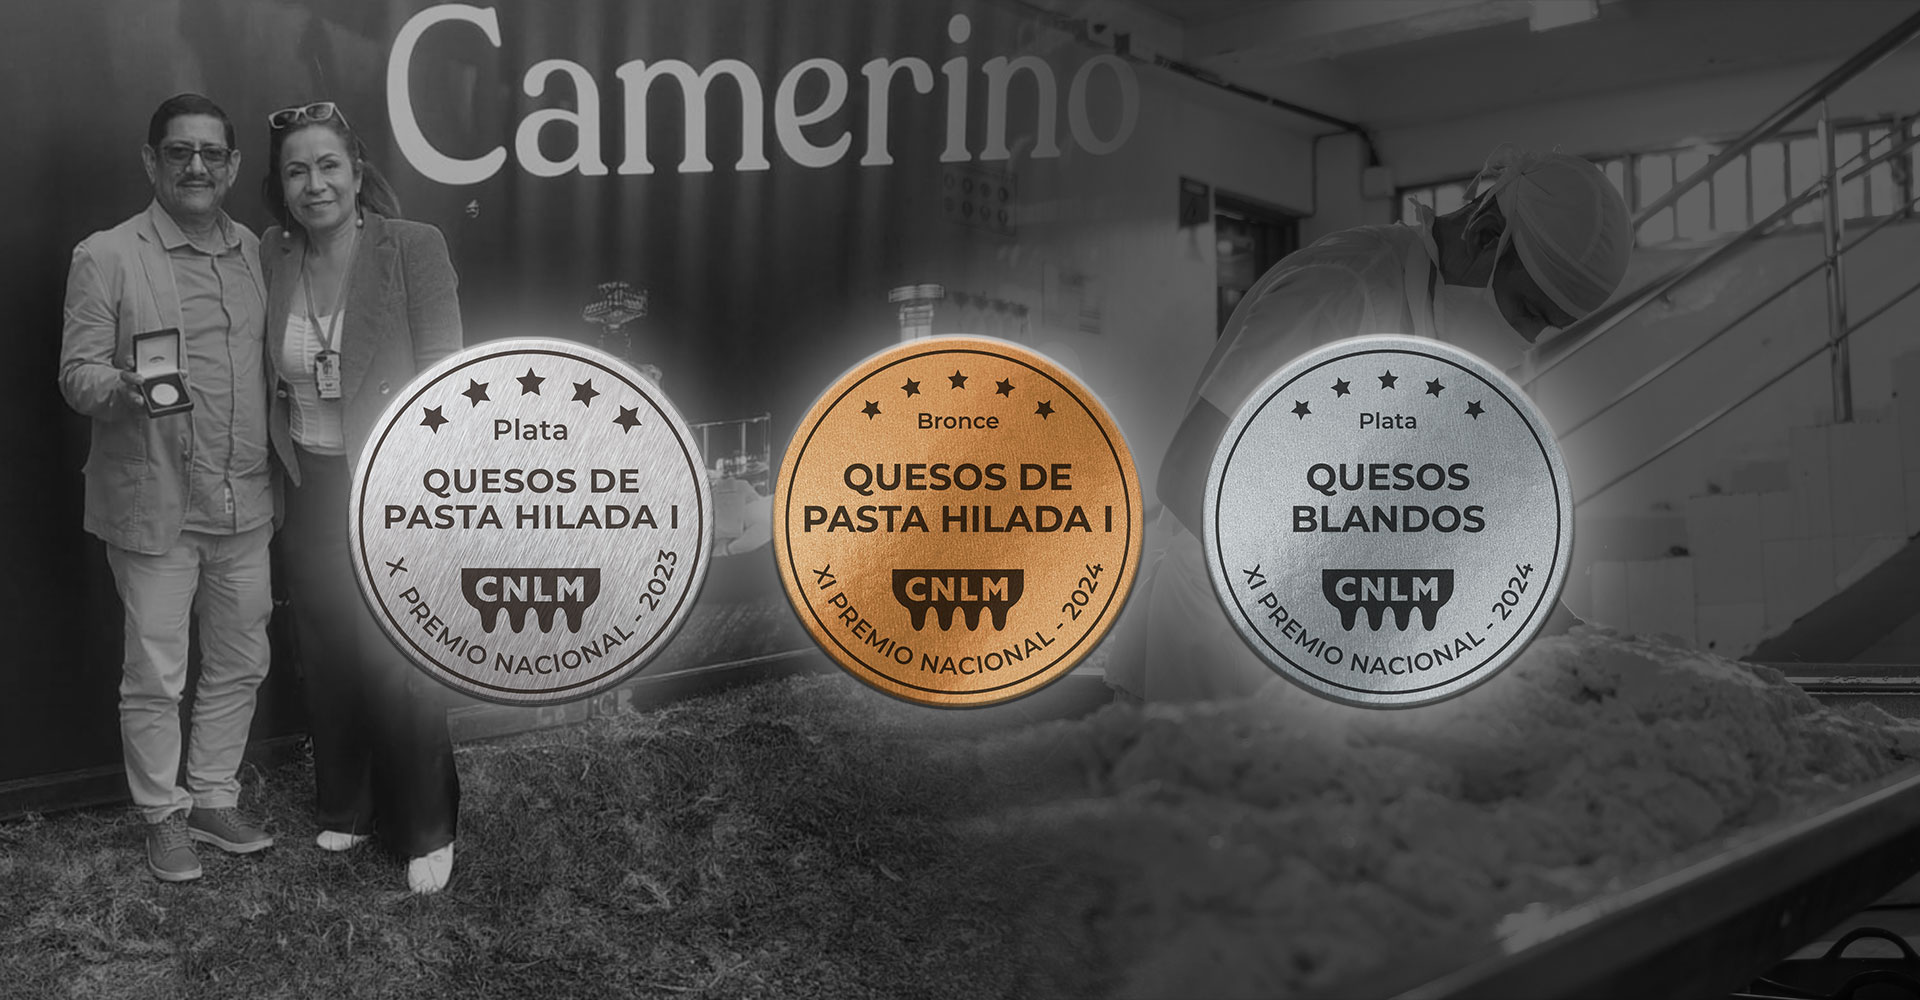 Camerino
Plata
QUESOS DE
PASTA HILADA I
CNLM
X PREMIO NACIONAL - 2023
Bronce
QUESOS DE
PASTA HILADA I
CNLM
XI PREMIO NACIONAL - 2024
Plata
QUESOS
BLANDOS
CNLM
XI PREMIO NACIONAL - 2024